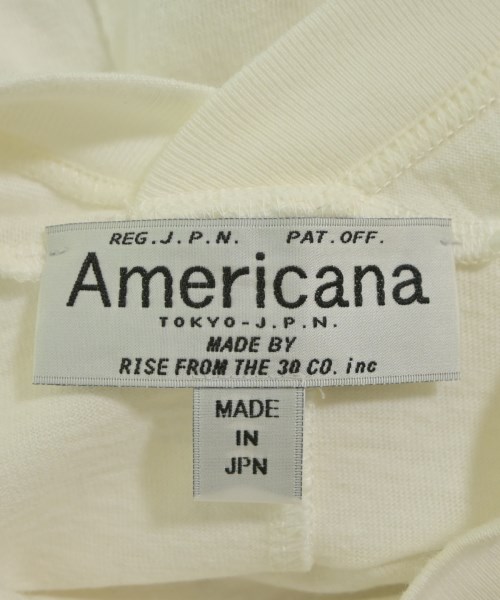 REG.J.P.N. PAT.OFF.
Americana
TOKYO-J.P.N.
MADE BY
RISE FROM THE 30 CO. inc
MADE
IN
JPN